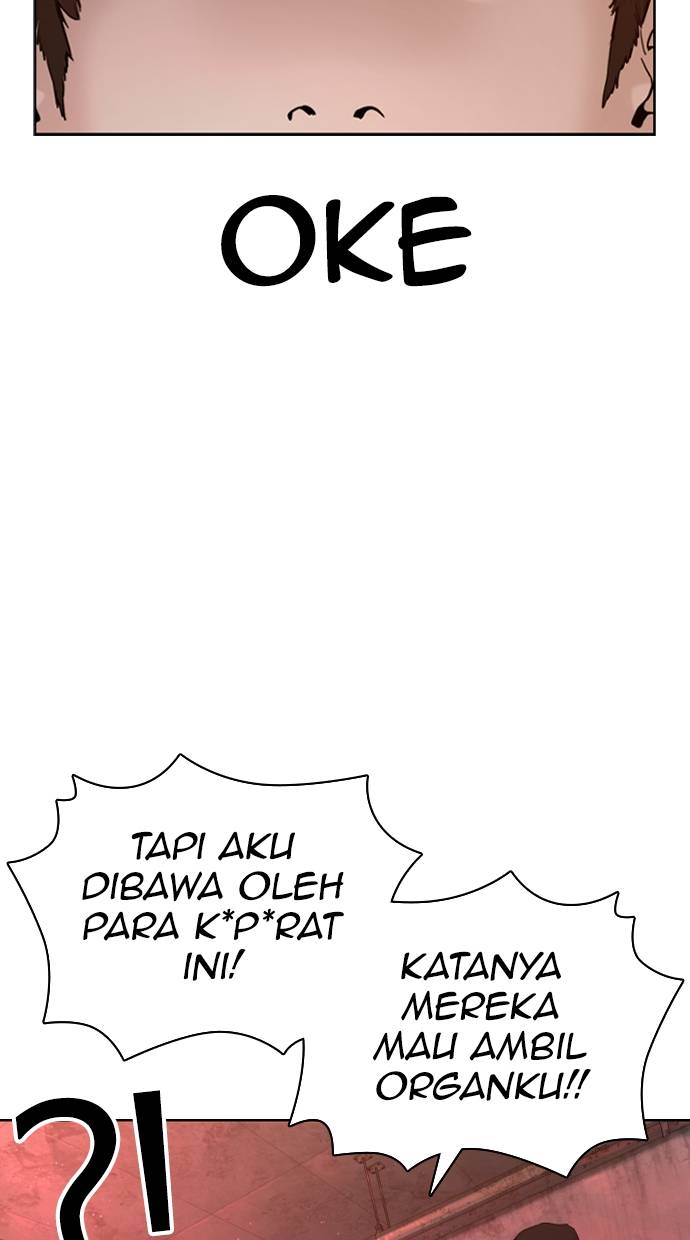 OKE
TAPI AKU
DIBAWA OLEH
PARA K*P*RAT
INI!
KATANYA
MEREKA
MAU AMBIL
ORGANKU!!
?!